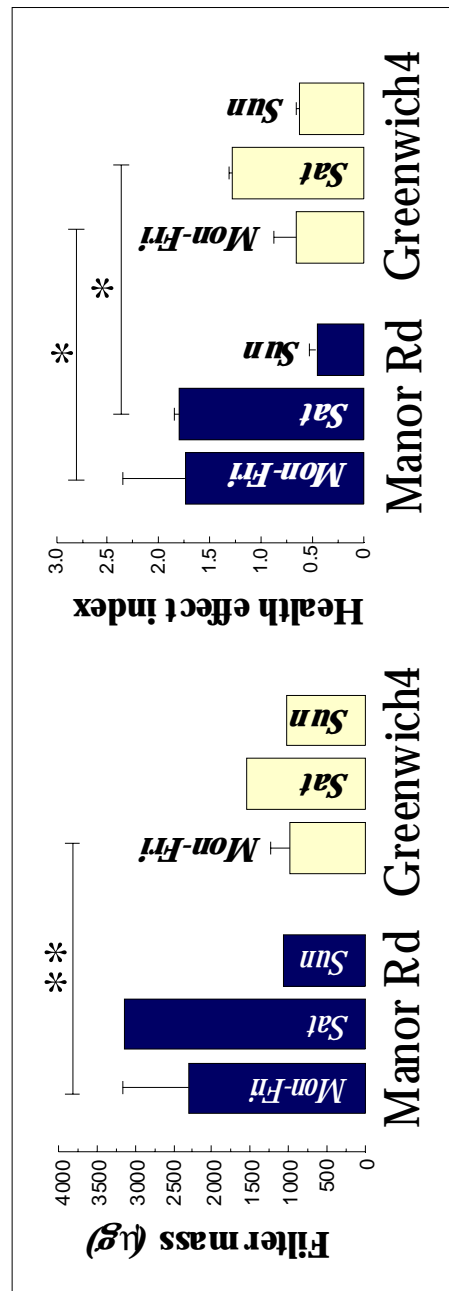 Filter mass (µg)
4000
3500
3000
2500
2000
1500
1000
500
0
**
Mon-Fri
Sat
Sun
Mon-Fri
Sat
Sun
Manor Rd Greenwich4
Health effect index
3.0
2.5
2.0
1.5
1.0
0.5
0
*
*
Mon-Fri
Sat
Sun
Mon-Fri
Sat
Sun
Manor Rd Greenwich4